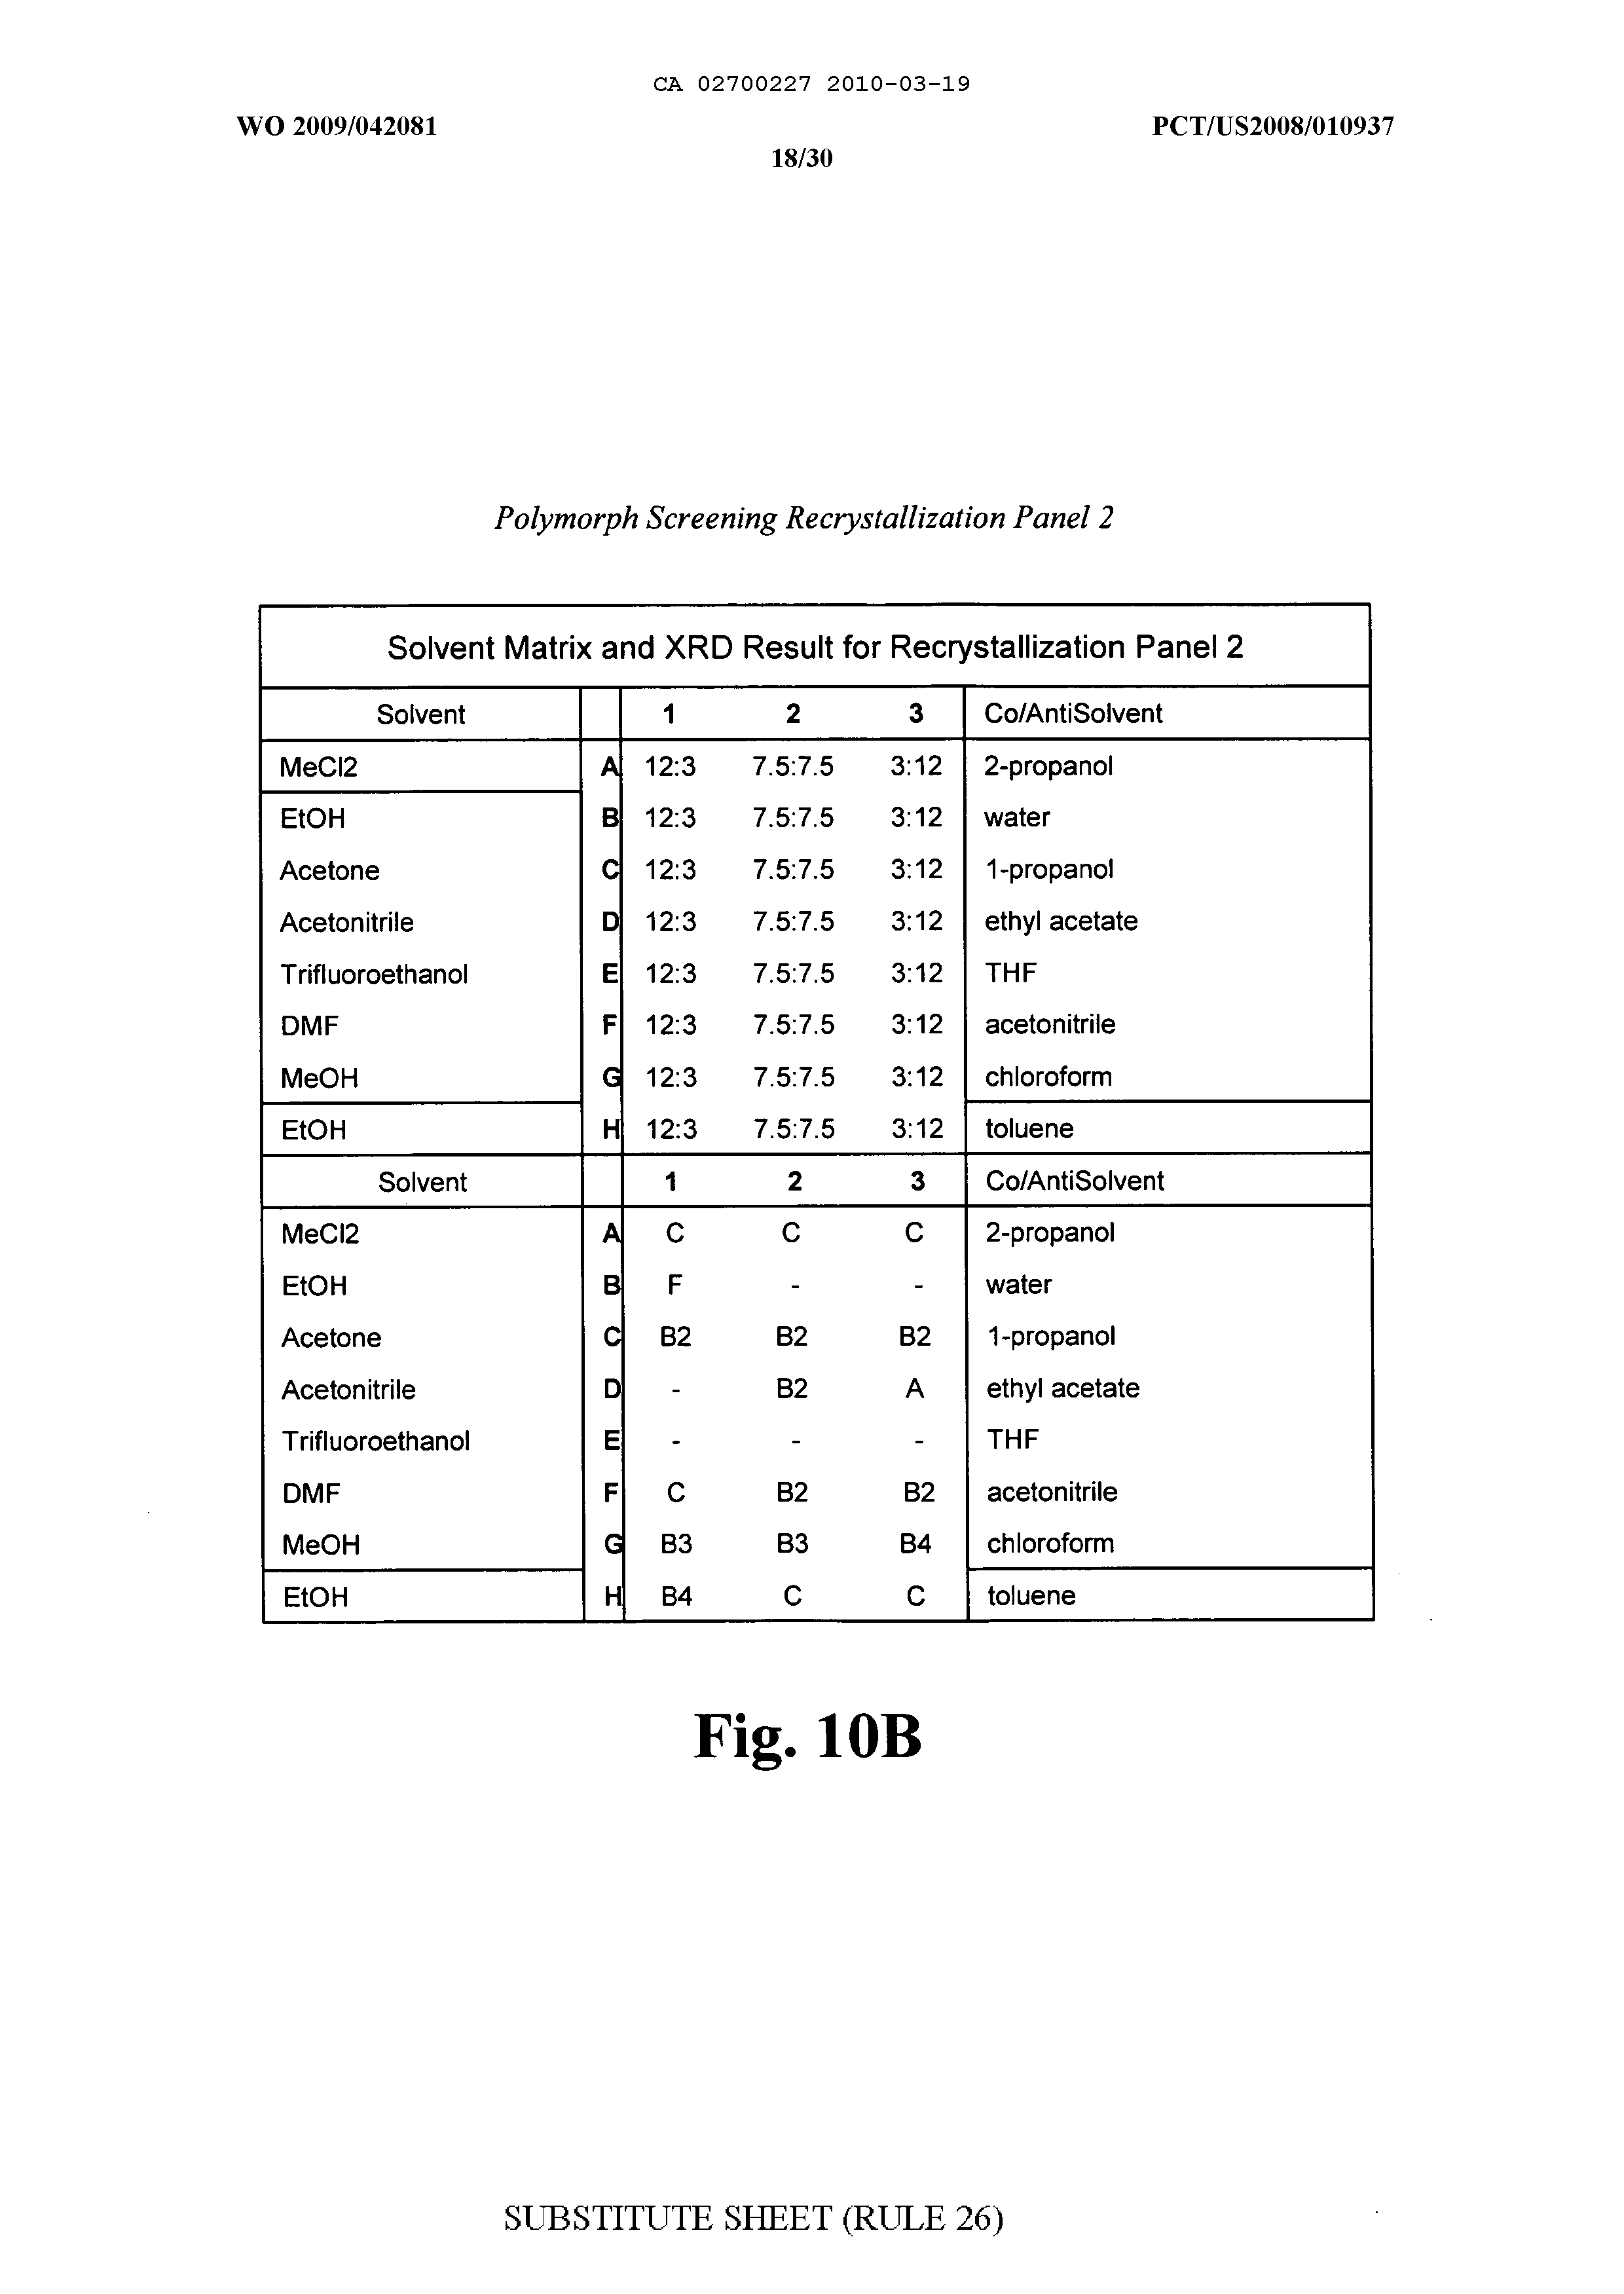 CA 02700227 2010-03-19
WO 2009/042081 PCT/US2008/010937
18/30
Polymorph Screening Recrystallization Panel 2
Solvent Matrix and XRD Result for Recrystallization Panel 2
Solvent 1 2 3 Co/AntiSolvent
MeCl2 A 12:3 7.5:7.5 3:12 2-propanol
EtOH B 12:3 7.5:7.5 3:12 water
Acetone C 12:3 7.5:7.5 3:12 1-propanol
Acetonitrile D 12:3 7.5:7.5 3:12 ethyl acetate
Trifluoroethanol E 12:3 7.5:7.5 3:12 THF
DMF F 12:3 7.5:7.5 3:12 acetonitrile
MeOH G 12:3 7.5:7.5 3:12 chloroform
EtOH H 12:3 7.5:7.5 3:12 toluene
Solvent 1 2 3 Co/AntiSolvent
MeCl2 A C C C 2-propanol
EtOH B F - - water
Acetone C B2 B2 B2 1-propanol
Acetonitrile D - B2 A ethyl acetate
Trifluoroethanol E - - - THF
DMF F C B2 B2 acetonitrile
MeOH G B3 B3 B4 chloroform
EtOH H B4 C C toluene
Fig. 10B
SUBSTITUTE SHEET (RULE 26)